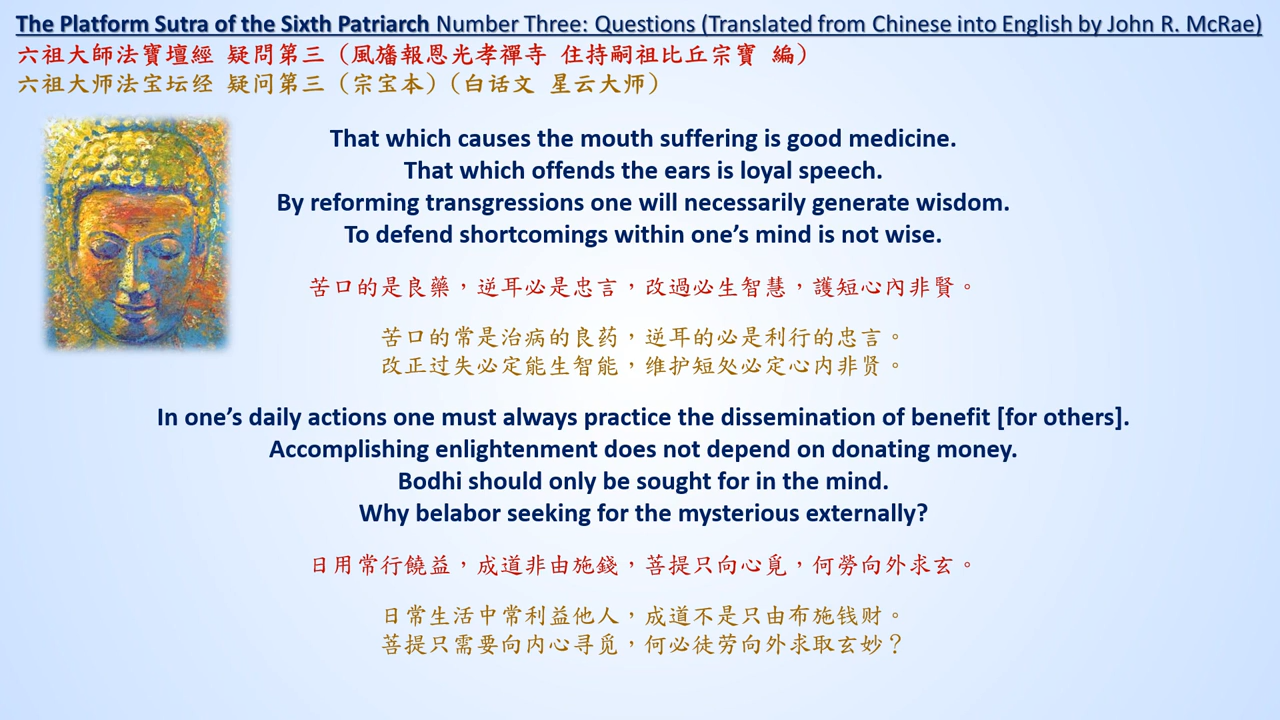 The Platform Sutra of the Sixth Patriarch Number Three: Questions (Translated from Chinese into English by John R. McRae)
六祖大師法寶壇經 疑問第三（風旛報恩光孝禪寺 住持嗣祖比丘宗寶 編）
六祖大师法宝坛经 疑问第三（宗宝本）（白话文 星云大师）
That which causes the mouth suffering is good medicine.
That which offends the ears is loyal speech.
By reforming transgressions one will necessarily generate wisdom.
To defend shortcomings within one’s mind is not wise.
苦口的是良藥，逆耳必是忠言，改過必生智慧，護短心內非賢。
苦口的常是治病的良药，逆耳的必是利行的忠言。
改正过失必定能生智能，维护短处必定心内非贤。
In one’s daily actions one must always practice the dissemination of benefit [for others].
Accomplishing enlightenment does not depend on donating money.
Bodhi should only be sought for in the mind.
Why belabor seeking for the mysterious externally?
日用常行饒益，成道非由施錢，菩提只向心覓，何勞向外求玄。
日常生活中常利益他人，成道不是只由布施钱财。
菩提只需要向内心寻觅，何必徒劳向外求取玄妙？